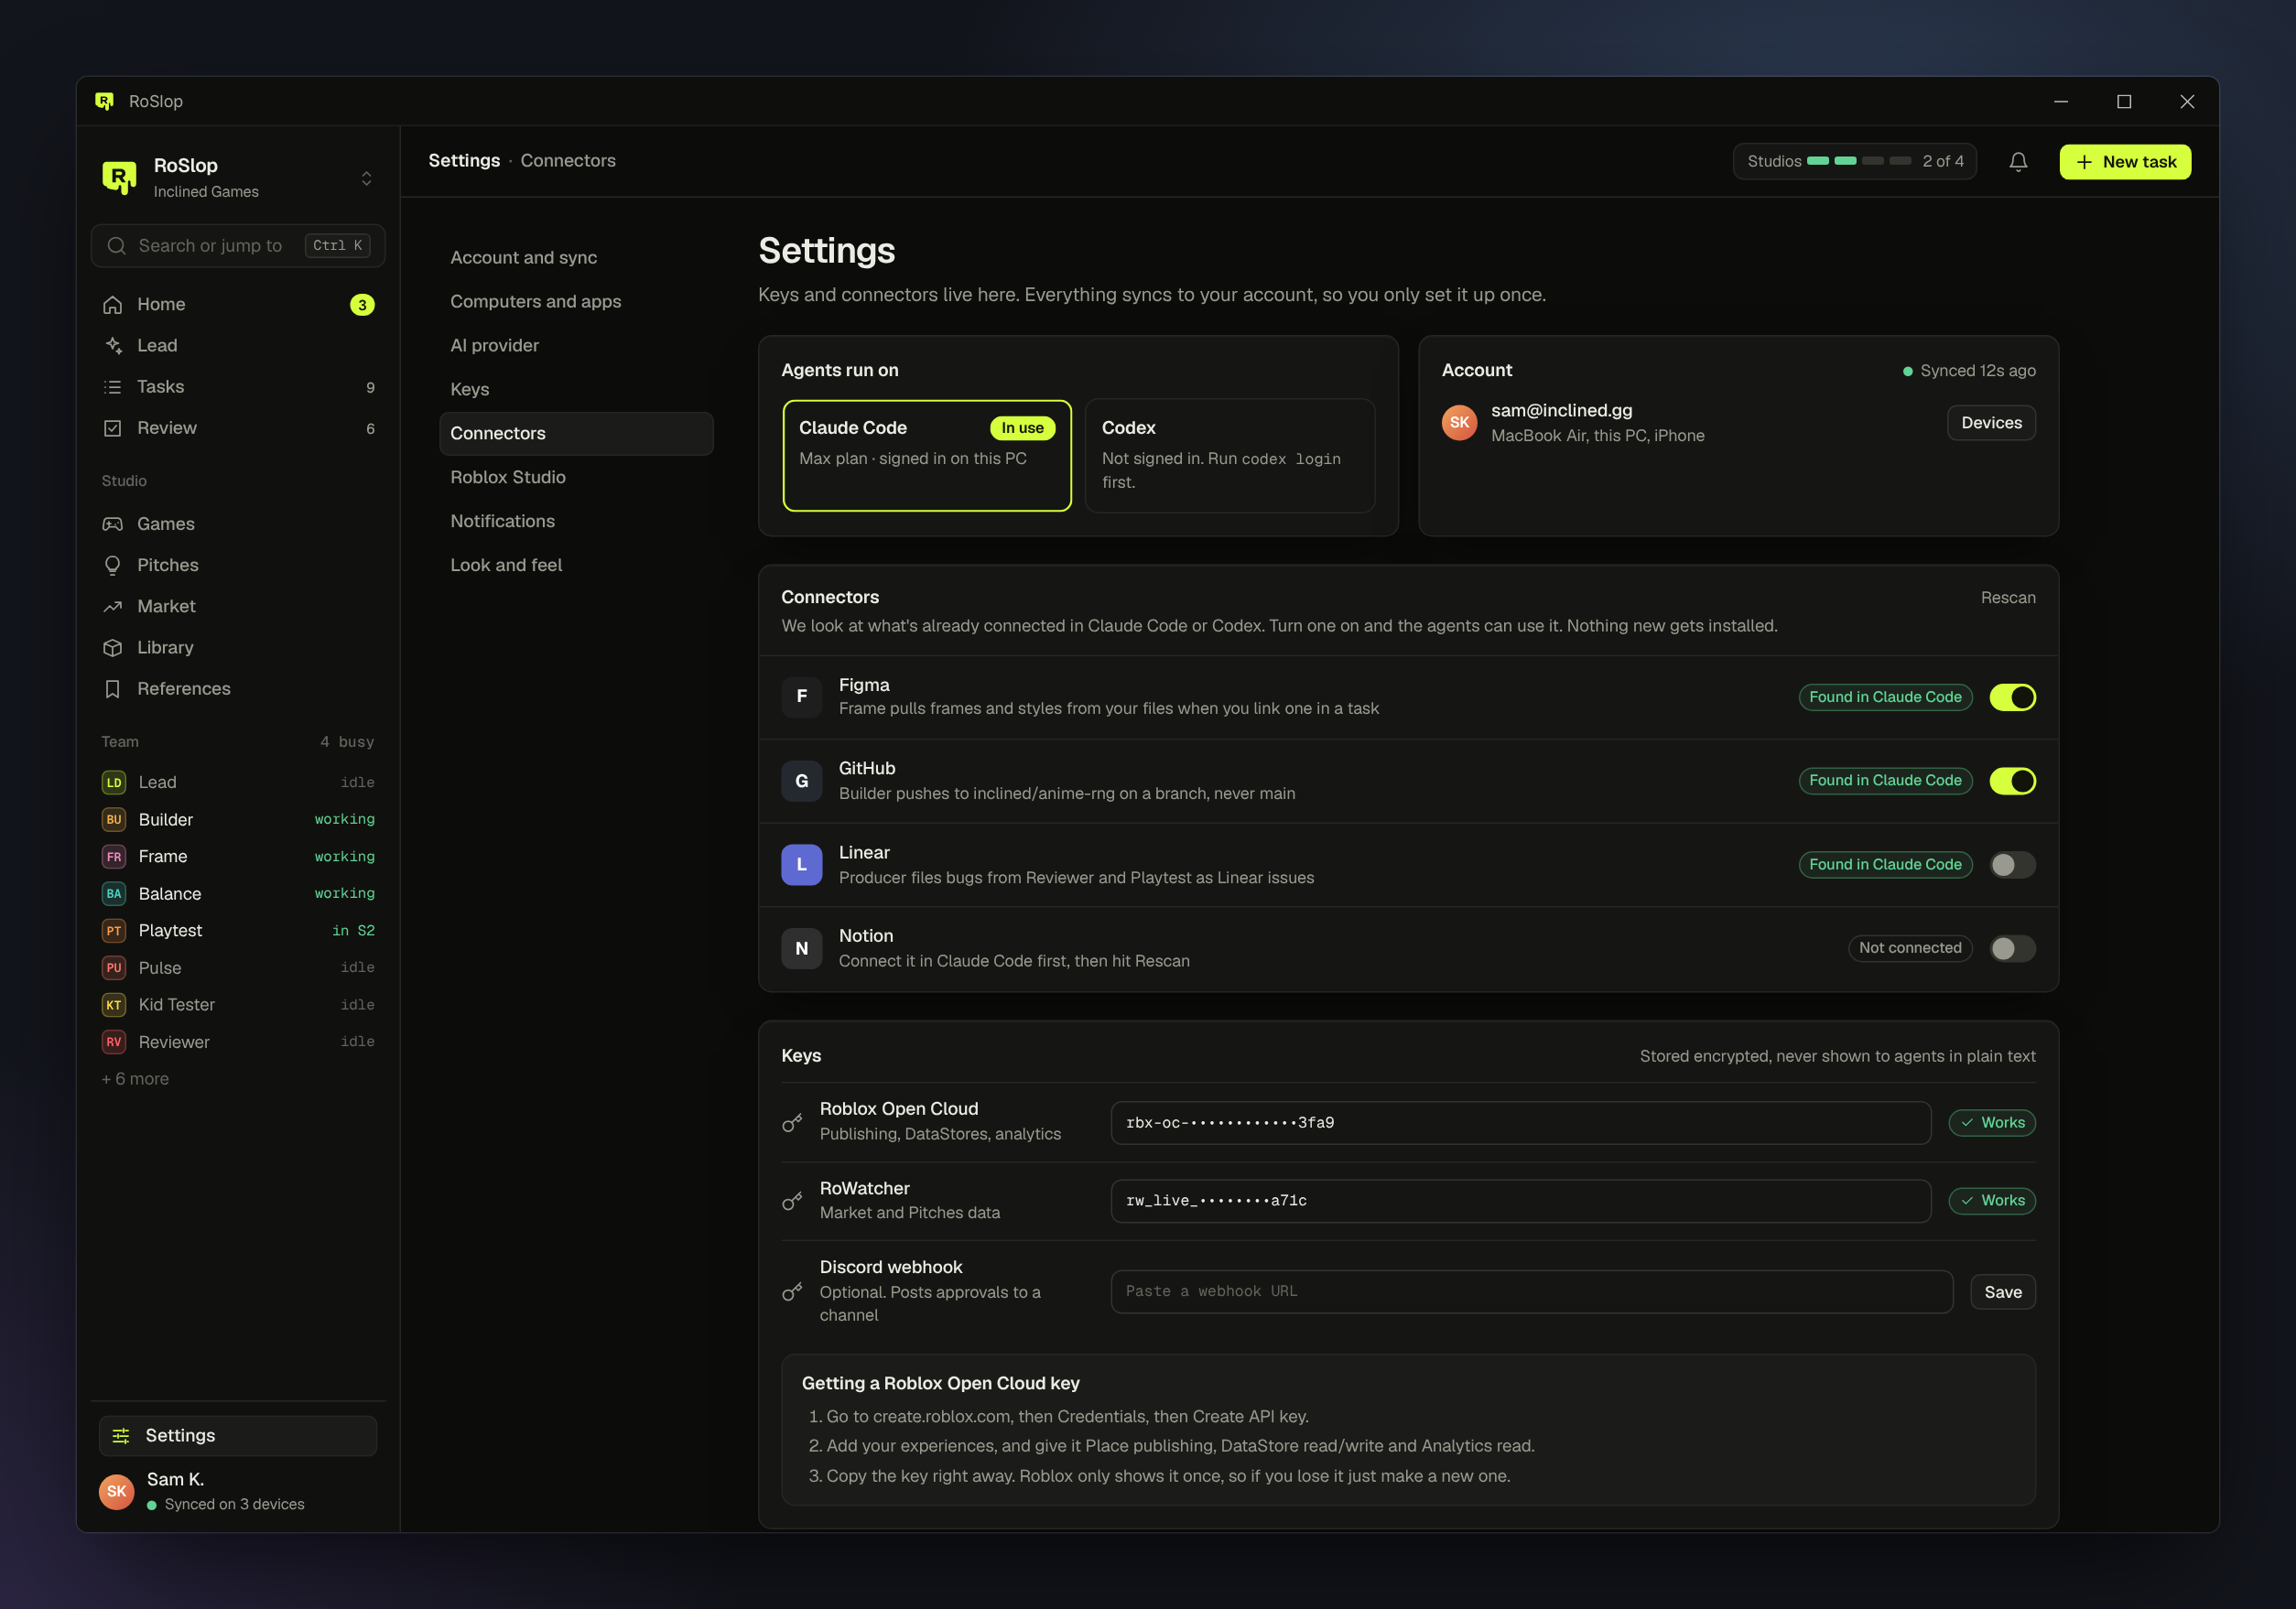 RoSlop
RoSlop
Inclined Games
Search or jump to
Ctrl K
Home
3
Lead
Tasks
9
Review
6
Studio
Games
Pitches
Market
Library
References
Team
4 busy
LD
Lead
idle
BU
Builder
working
FR
Frame
working
BA
Balance
working
PT
Playtest
in S2
PU
Pulse
idle
KT
Kid Tester
idle
RV
Reviewer
idle
+ 6 more
Settings
SK
Sam K.
Synced on 3 devices
Settings · Connectors
Studios
2 of 4
New task
Account and sync
Computers and apps
AI provider
Keys
Connectors
Roblox Studio
Notifications
Look and feel
Settings
Keys and connectors live here. Everything syncs to your account, so you only set it up once.
Agents run on
Claude Code
In use
Max plan · signed in on this PC
Codex
Not signed in. Run codex login
first.
Account
Synced 12s ago
SK
sam@inclined.gg
MacBook Air, this PC, iPhone
Devices
Connectors
Rescan
We look at what's already connected in Claude Code or Codex. Turn one on and the agents can use it. Nothing new gets installed.
F
Figma
Frame pulls frames and styles from your files when you link one in a task
Found in Claude Code
G
GitHub
Builder pushes to inclined/anime-rng on a branch, never main
Found in Claude Code
L
Linear
Producer files bugs from Reviewer and Playtest as Linear issues
Found in Claude Code
N
Notion
Connect it in Claude Code first, then hit Rescan
Not connected
Keys
Stored encrypted, never shown to agents in plain text
Roblox Open Cloud
Publishing, DataStores, analytics
rbx-oc-••••••••••••3fa9
Works
RoWatcher
Market and Pitches data
rw_live_••••••••a71c
Works
Discord webhook
Optional. Posts approvals to a
channel
Paste a webhook URL
Save
Getting a Roblox Open Cloud key
1. Go to create.roblox.com, then Credentials, then Create API key.
2. Add your experiences, and give it Place publishing, DataStore read/write and Analytics read.
3. Copy the key right away. Roblox only shows it once, so if you lose it just make a new one.